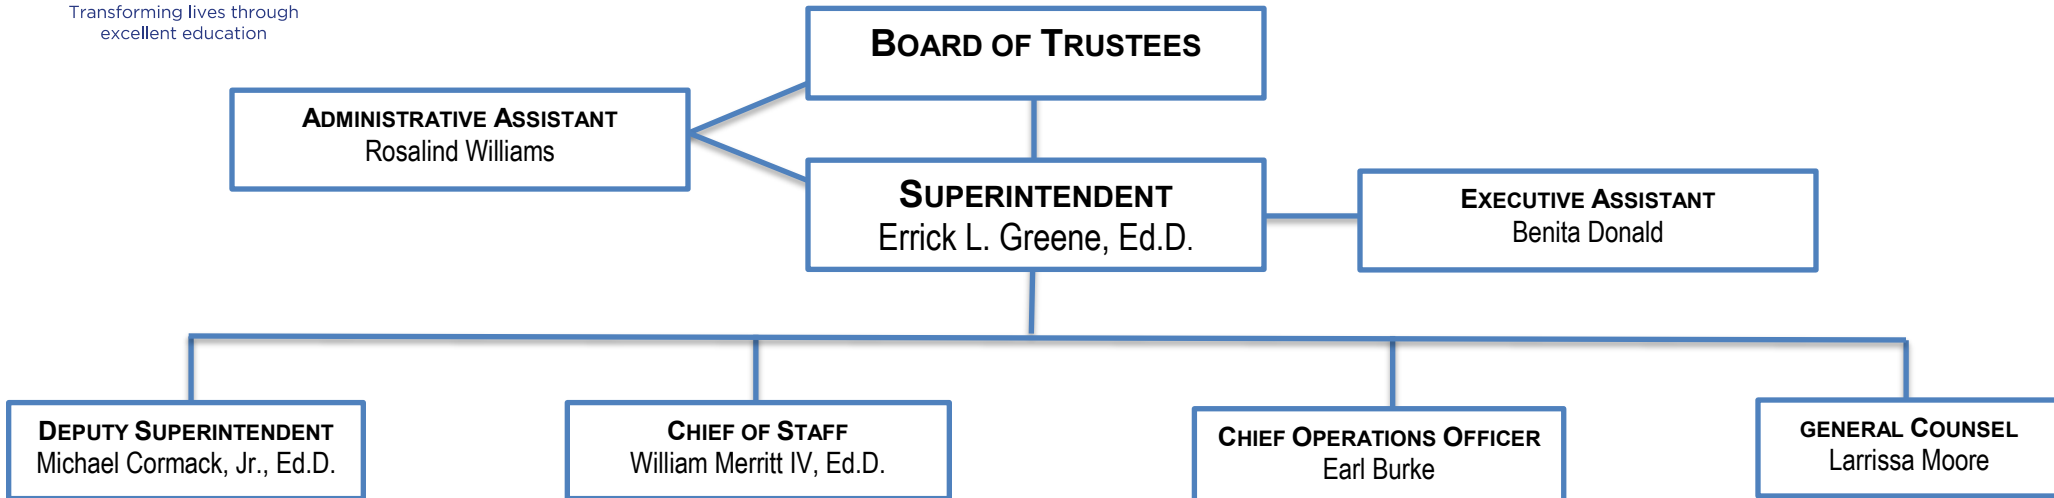 Transforming lives through
excellent education
BOARD OF TRUSTEES
ADMINISTRATIVE ASSISTANT
Rosalind Williams
SUPERINTENDENT
Errick L. Greene, Ed.D.
EXECUTIVE ASSISTANT
Benita Donald
DEPUTY SUPERINTENDENT
Michael Cormack, Jr., Ed.D.
CHIEF OF STAFF
William Merritt IV, Ed.D.
CHIEF OPERATIONS OFFICER
Earl Burke
GENERAL COUNSEL
Larrissa Moore